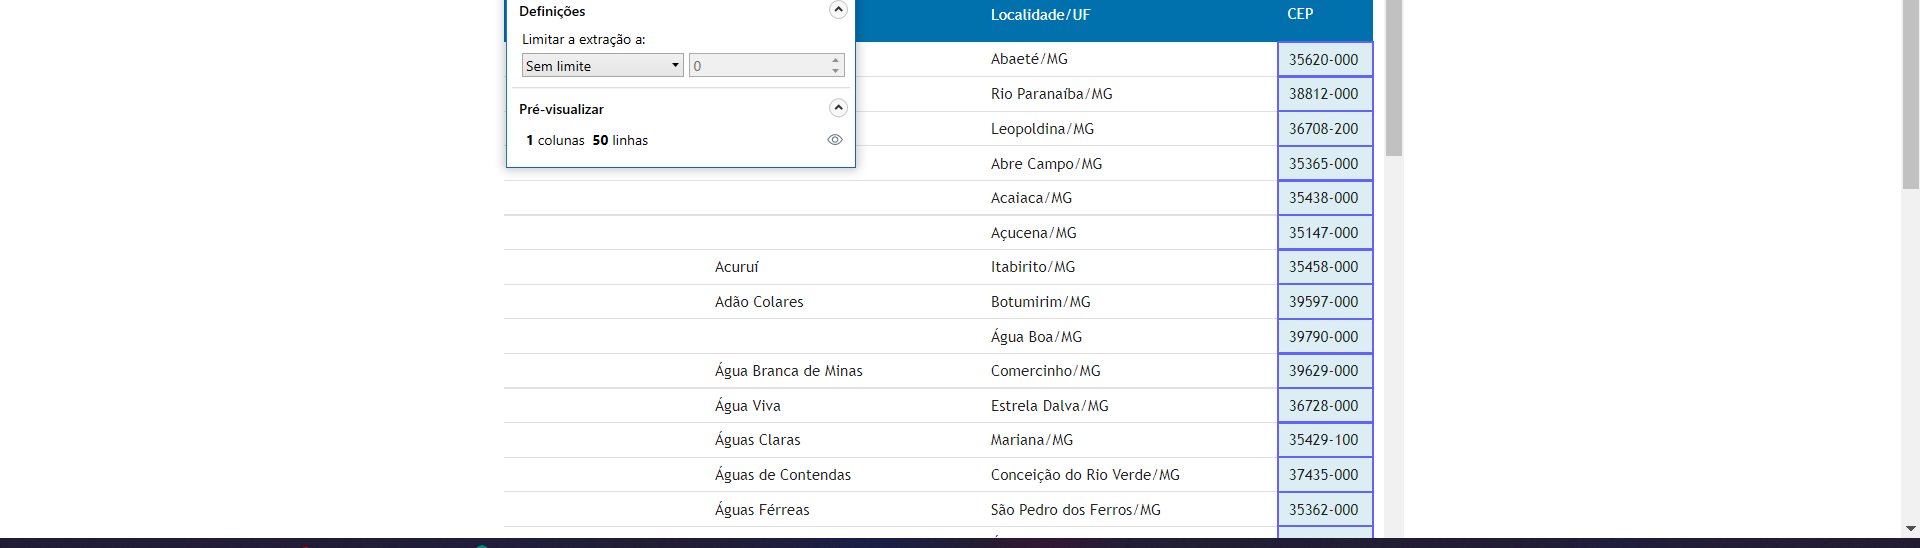 Definições
Limitar a extração a:
Sem limite 0
Pré-visualizar
1 colunas 50 linhas
Localidade/UF CEP
Abaeté/MG 35620-000
Rio Paranaíba/MG 38812-000
Leopoldina/MG 36708-200
Abre Campo/MG 35365-000
Acaiaca/MG 35438-000
Açucena/MG 35147-000
Acuruí Itabirito/MG 35458-000
Adão Colares Botumirim/MG 39597-000
Água Boa/MG 39790-000
Água Branca de Minas Comercinho/MG 39629-000
Água Viva Estrela Dalva/MG 36728-000
Águas Claras Mariana/MG 35429-100
Águas de Contendas Conceição do Rio Verde/MG 37435-000
Águas Férreas São Pedro dos Ferros/MG 35362-000